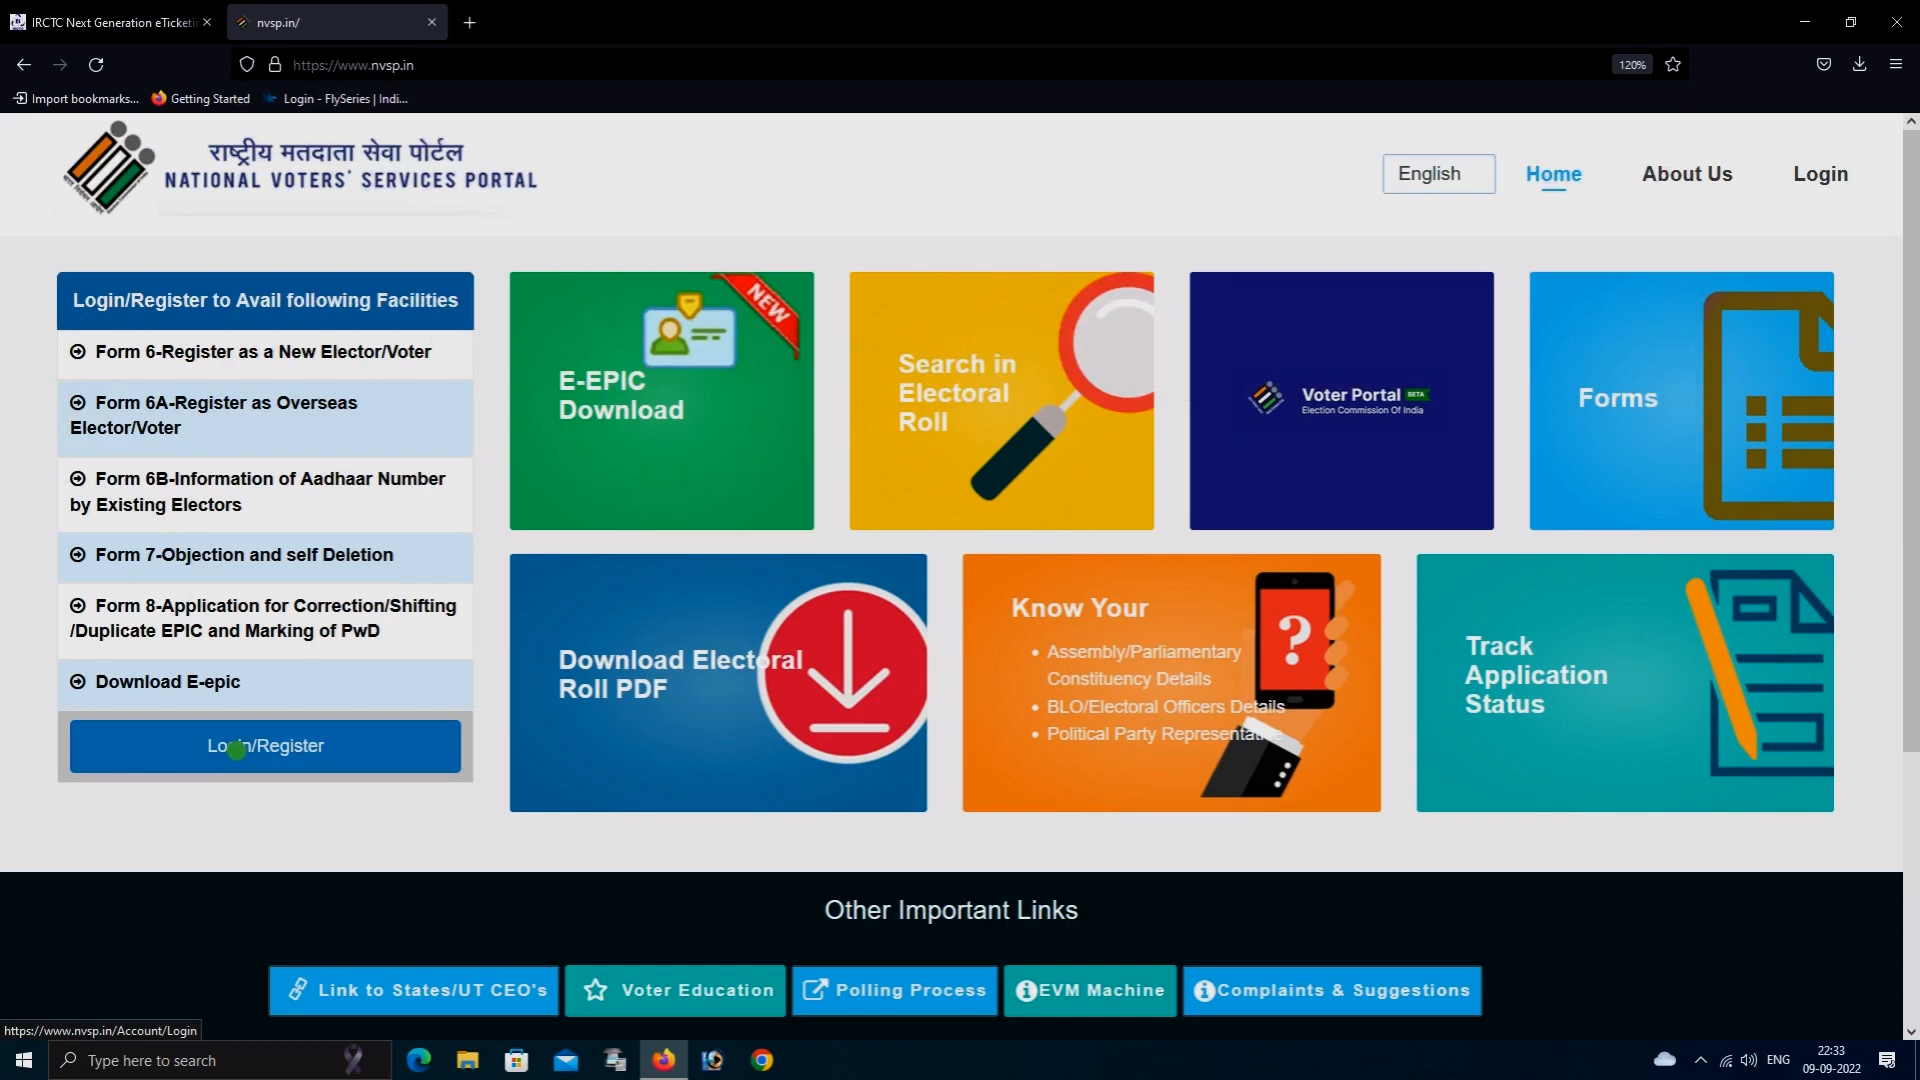 IRCTC Next Generation eTicketin
nvsp.in/
https://www.nvsp.in
120%
Import bookmarks...
Getting Started
Login - FlySeries | Indi...
राष्ट्रीय मतदाता सेवा पोर्टल
NATIONAL VOTERS' SERVICES PORTAL
English
Home
About Us
Login
Login/Register to Avail following Facilities
Form 6-Register as a New Elector/Voter
Form 6A-Register as Overseas
Elector/Voter
Form 6B-Information of Aadhaar Number
by Existing Electors
Form 7-Objection and self Deletion
Form 8-Application for Correction/Shifting
/Duplicate EPIC and Marking of PwD
Download E-epic
Login/Register
NEW
E-EPIC
Download
Search in
Electoral
Roll
Voter Portal BETA
Election Commission Of India
Forms
Download Electoral
Roll PDF
Know Your
Assembly/Parliamentary
Constituency Details
BLO/Electoral Officers Details
Political Party Representative
?
Track
Application
Status
Other Important Links
Link to States/UT CEO's
Voter Education
Polling Process
EVM Machine
Complaints & Suggestions
https://www.nvsp.in/Account/Login
Type here to search
ENG
22:33
09-09-2022